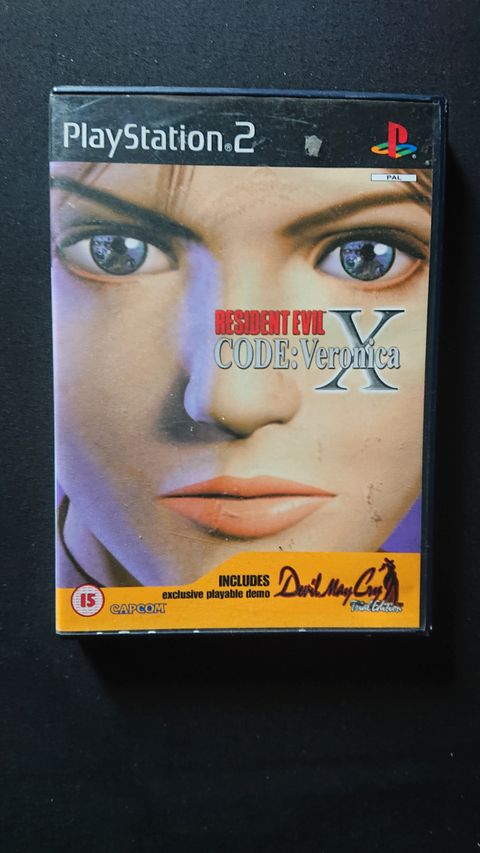 PlayStation.2
PAL
RESIDENT EVIL
CODE:Veronica X
INCLUDES
exclusive playable demo
Devil May Cry
Trial Edition
15
CAPCOM